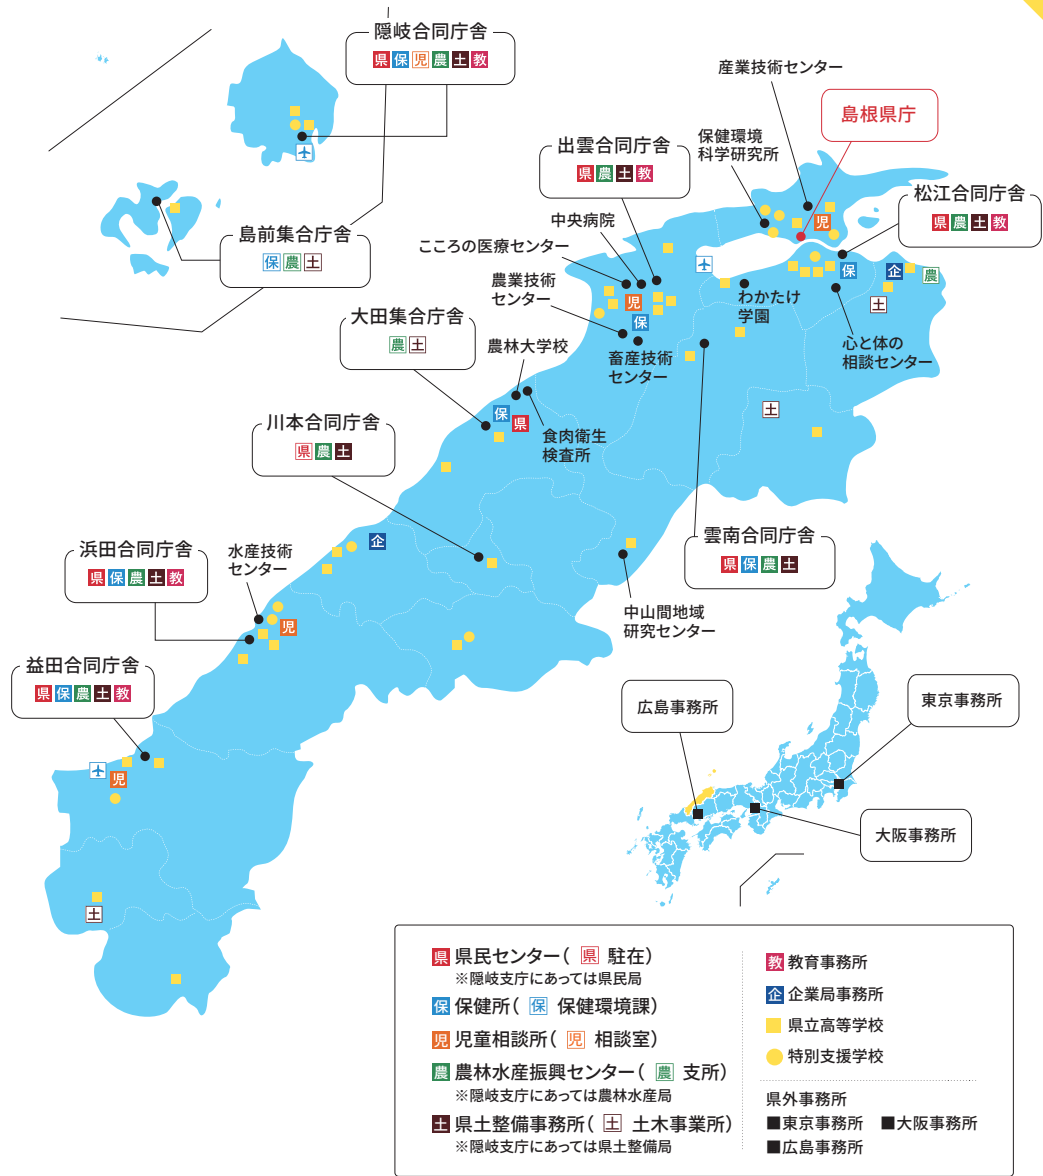 隠岐合同庁舎
県 保 児 農 土 教
島前集合庁舎
保 農 土
産業技術センター
島根県庁
保健環境
科学研究所
出雲合同庁舎
県 農 土 教
松江合同庁舎
県 農 土 教
中央病院
こころの医療センター
農業技術
センター
児
保
畜産技術
センター
児
保
企
農
土
わかたけ
学園
心と体の
相談センター
大田集合庁舎
農 土
農林大学校
保
県
食肉衛生
検査所
土
川本合同庁舎
県 農 土
企
雲南合同庁舎
県 保 農 土
浜田合同庁舎
県 保 農 土 教
水産技術
センター
児
中山間地域
研究センター
益田合同庁舎
県 保 農 土 教
児
土
広島事務所
東京事務所
大阪事務所
県 県民センター( 県 駐在)
※隠岐支庁にあっては県民局
保 保健所( 保 保健環境課)
児 児童相談所( 児 相談室)
農 農林水産振興センター( 農 支所)
※隠岐支庁にあっては農林水産局
土 県土整備事務所( 土 土木事業所)
※隠岐支庁にあっては県土整備局
教 教育事務所
企 企業局事務所
県立高等学校
特別支援学校
県外事務所
■東京事務所 ■大阪事務所
■広島事務所